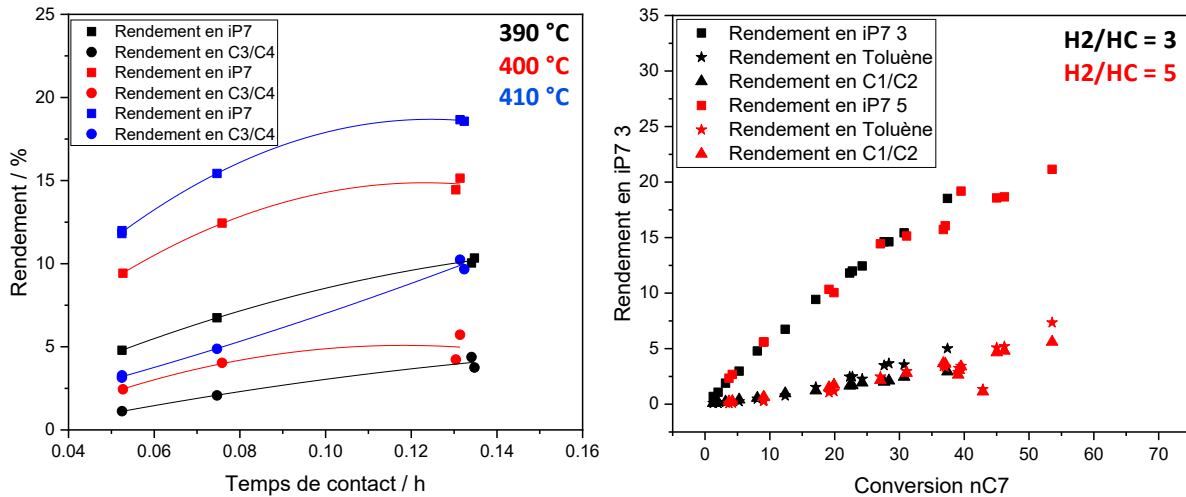 Rendement en iP7
Rendement en C3/C4
Rendement en iP7
Rendement en C3/C4
Rendement en iP7
Rendement en C3/C4
390 °C
400 °C
410 °C
25
20
15
10
5
0
0.04
0.06
0.08
0.10
0.12
0.14
0.16
Rendement / %
Temps de contact / h
Rendement en iP7 3
Rendement en Toluène
Rendement en C1/C2
Rendement en iP7 5
Rendement en Toluène
Rendement en C1/C2
H2/HC = 3
H2/HC = 5
35
30
25
20
15
10
5
0
0
10
20
30
40
50
60
70
Rendement en iP7 3
Conversion nC7